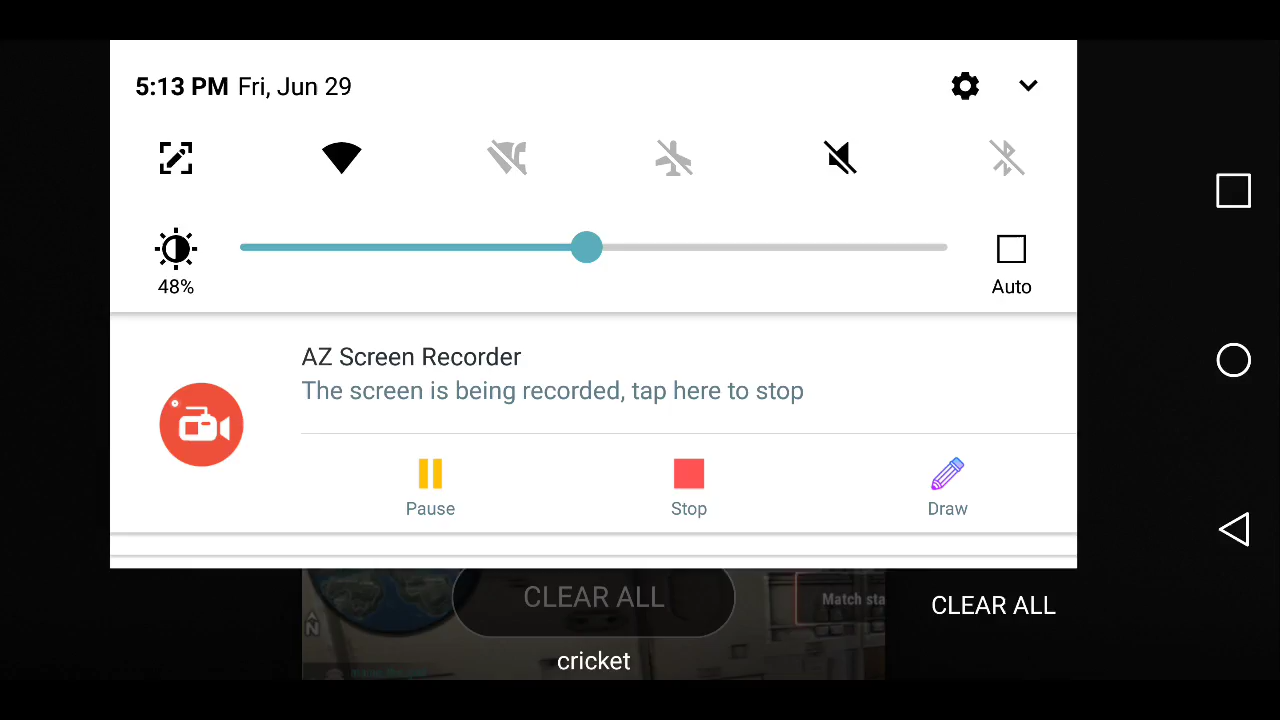 5:13 PM Fri, Jun 29
48%
Auto
AZ Screen Recorder
The screen is being recorded, tap here to stop
Pause
Stop
Draw
CLEAR ALL
Match sta
CLEAR ALL
N
cricket